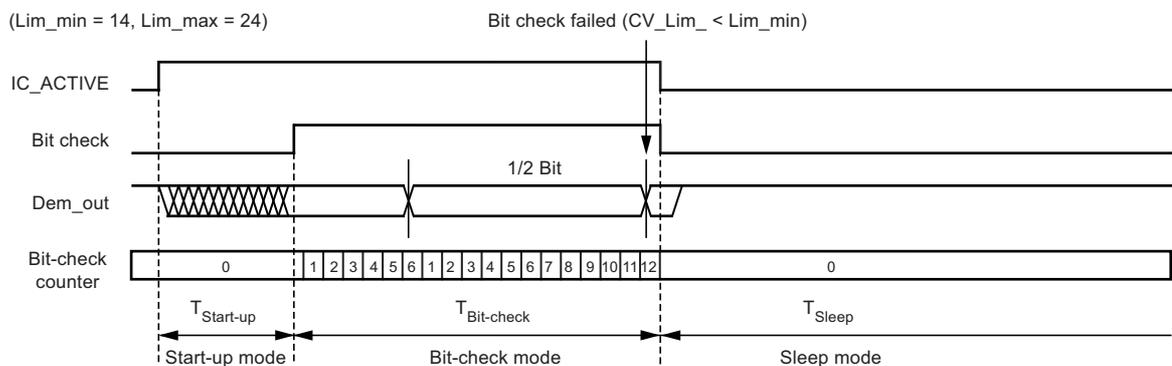 (Lim_min = 14, Lim_max = 24)
Bit check failed (CV_Lim_ < Lim_min)
IC_ACTIVE
Bit check
1/2 Bit
Dem_out
Bit-check
counter
0 1 2 3 4 5 6 1 2 3 4 5 6 7 8 9 10 11 12 0
TStart-up TBit-check TSleep
Start-up mode Bit-check mode Sleep mode